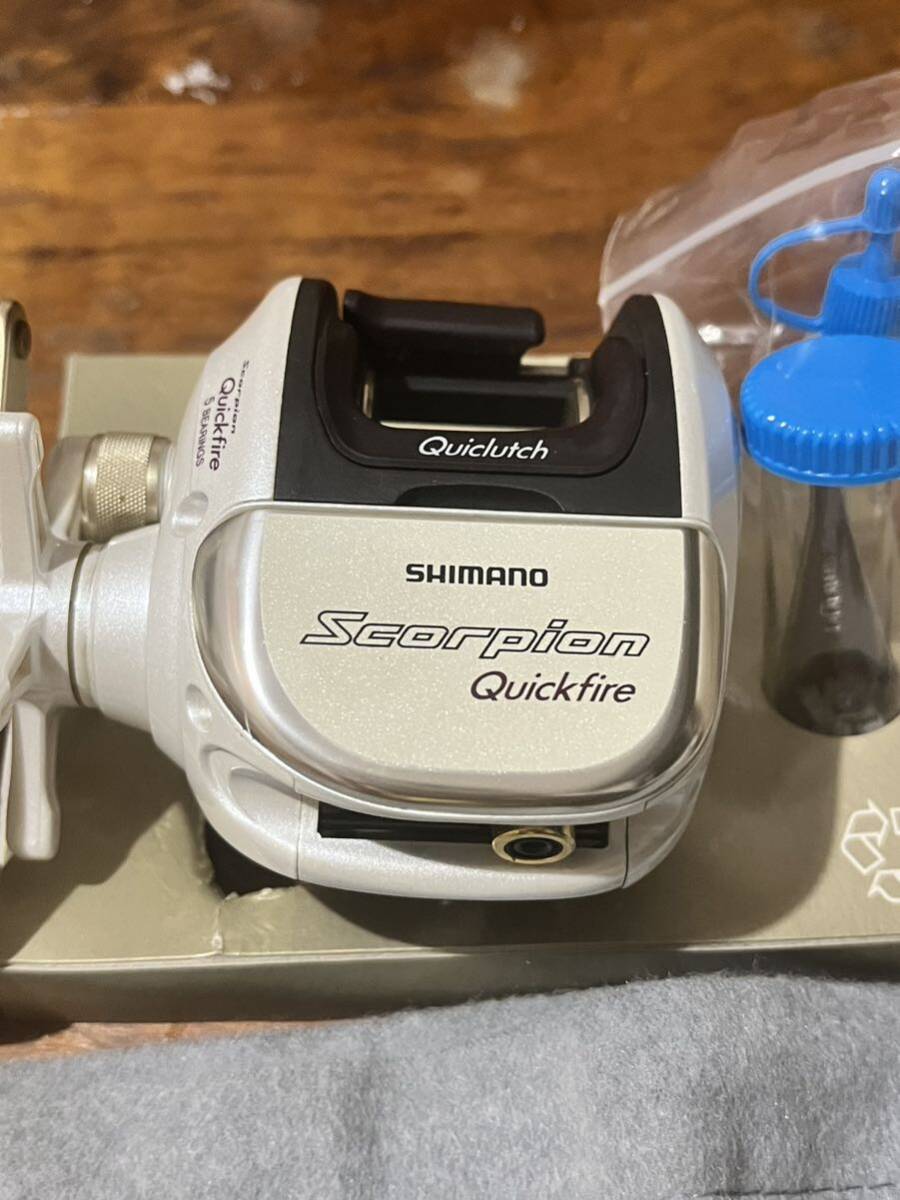 Scorpion
Quickfire
5 BEARINGS
Quiclutch
SHIMANO
Scorpion
Quickfire